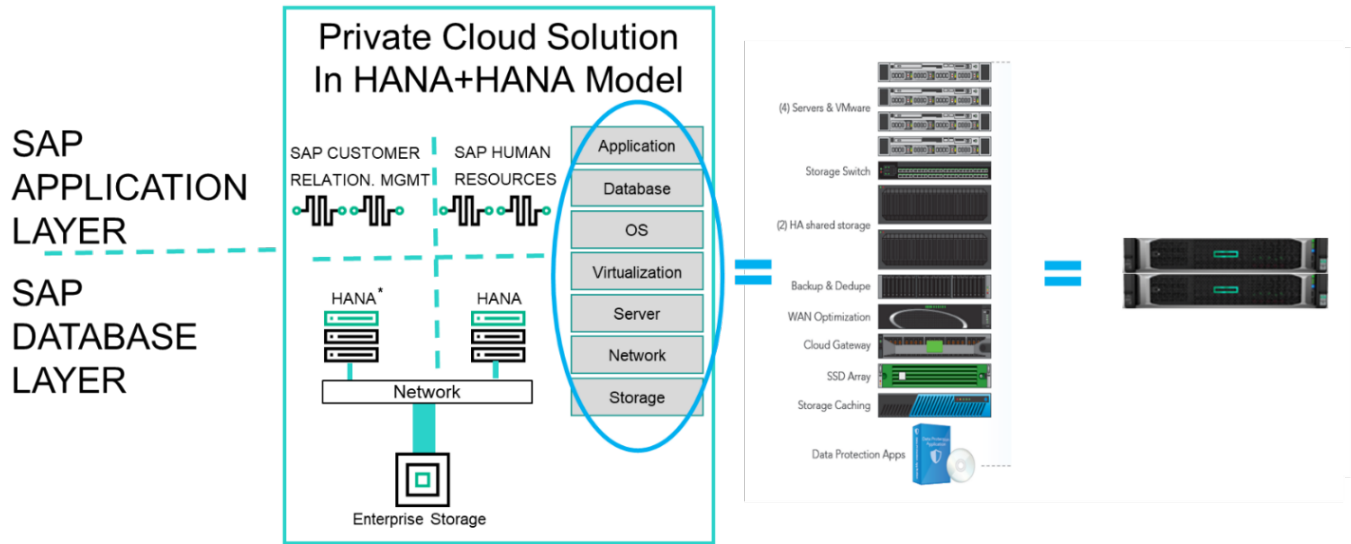 Private Cloud Solution
In HANA+HANA Model
SAP
APPLICATION
LAYER
SAP
DATABASE
LAYER
SAP CUSTOMER
RELATION. MGMT
SAP HUMAN
RESOURCES
HANA*
HANA
Network
Enterprise Storage
Application
Database
OS
Virtualization
Server
Network
Storage
=
(4) Servers & VMware
Storage Switch
(2) HA shared storage
Backup & Dedupe
WAN Optimization
Cloud Gateway
SSD Array
Storage Caching
Data Protection Apps
=